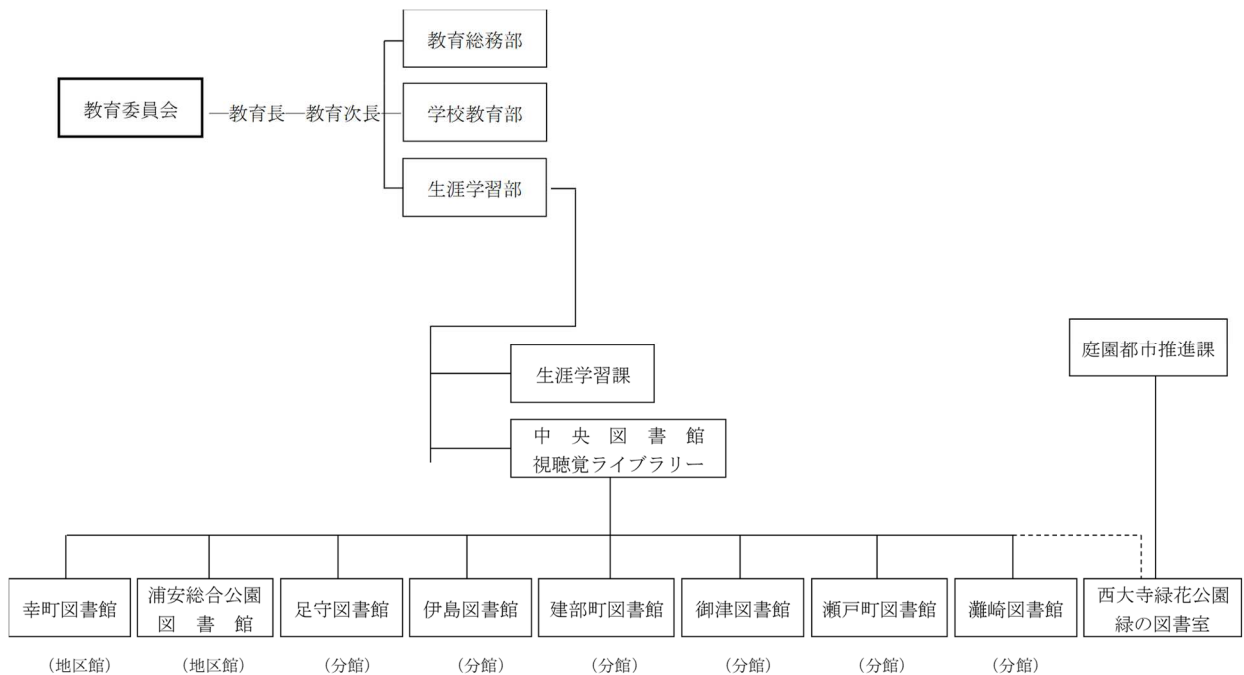 教育総務部
教育委員会
教育長
教育次長
学校教育部
生涯学習部
庭園都市推進課
生涯学習課
中央図書館
視聴覚ライブラリー
幸町図書館
浦安総合公園
図書館
足守図書館
伊島図書館
建部町図書館
御津図書館
瀬戸町図書館
灘崎図書館
西大寺緑花公園
緑の図書室
（地区館）
（地区館）
（分館）
（分館）
（分館）
（分館）
（分館）
（分館）